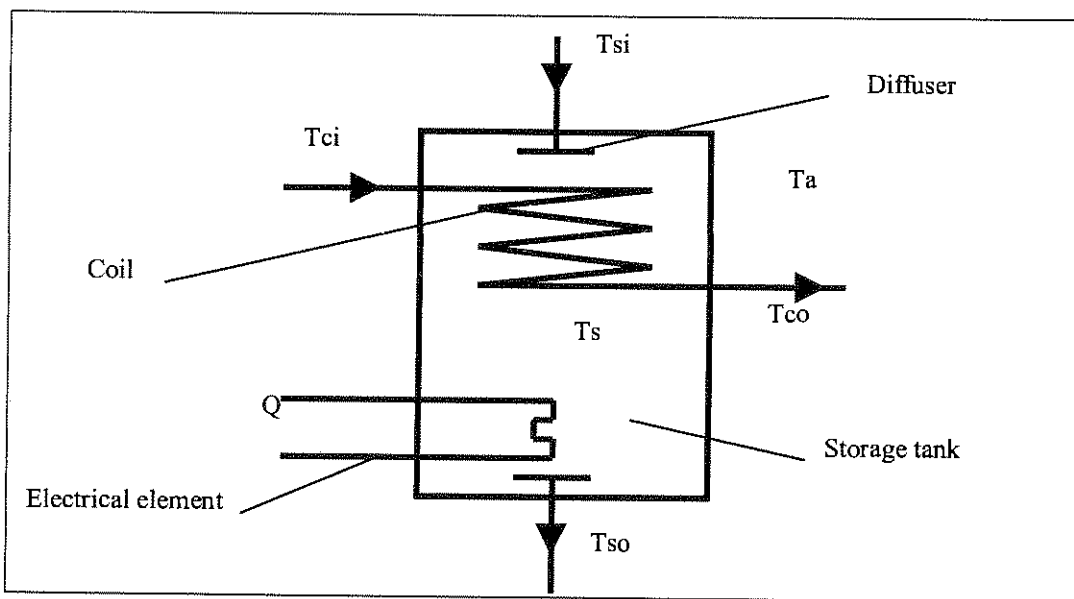 Tsi
Diffuser
Tci
Ta
Coil
Tco
Ts
Q
Storage tank
Electrical element
Tso